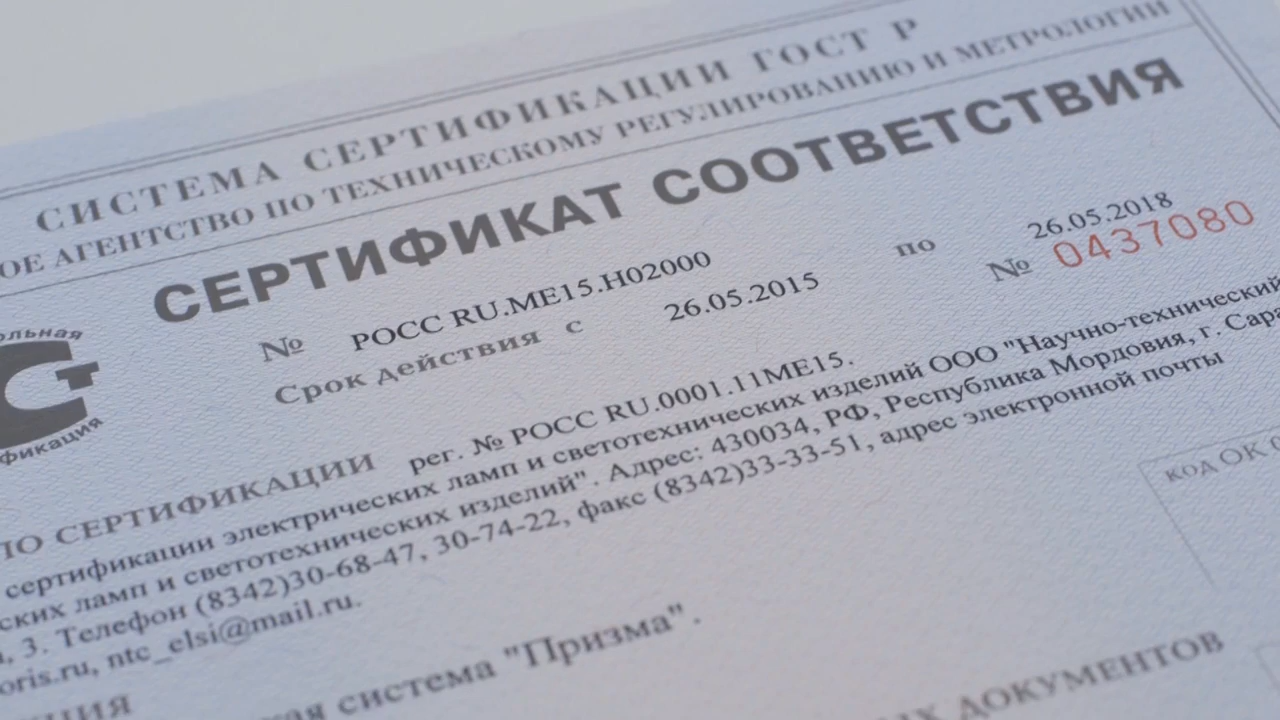 СИСТЕМА СЕРТИФИКАЦИИ ГОСТ Р
ОЕ АГЕНТСТВО ПО ТЕХНИЧЕСКОМУ РЕГУЛИРОВАНИЮ И МЕТРОЛОГИИ
СЕРТИФИКАТ СООТВЕТСТВИЯ
№ РОСС RU.МЕ15.Н02000
Срок действия с 26.05.2015 по 26.05.2018
№ 0437080
ольная
фикация
ПО СЕРТИФИКАЦИИ рег. № РОСС RU.0001.11МЕ15.
сертификации электрических ламп и светотехнических изделий ООО "Научно-технический
ских ламп и светотехнических изделий". Адрес: 430034, РФ, Республика Мордовия, г. Сара
, 3. Телефон (8342)30-68-47, 30-74-22, факс (8342)33-33-51, адрес электронной почты
oris.ru, ntc_elsi@mail.ru.
код ОК
ция
ая система "Призма".
ЫХ ДОКУМЕНТОВ